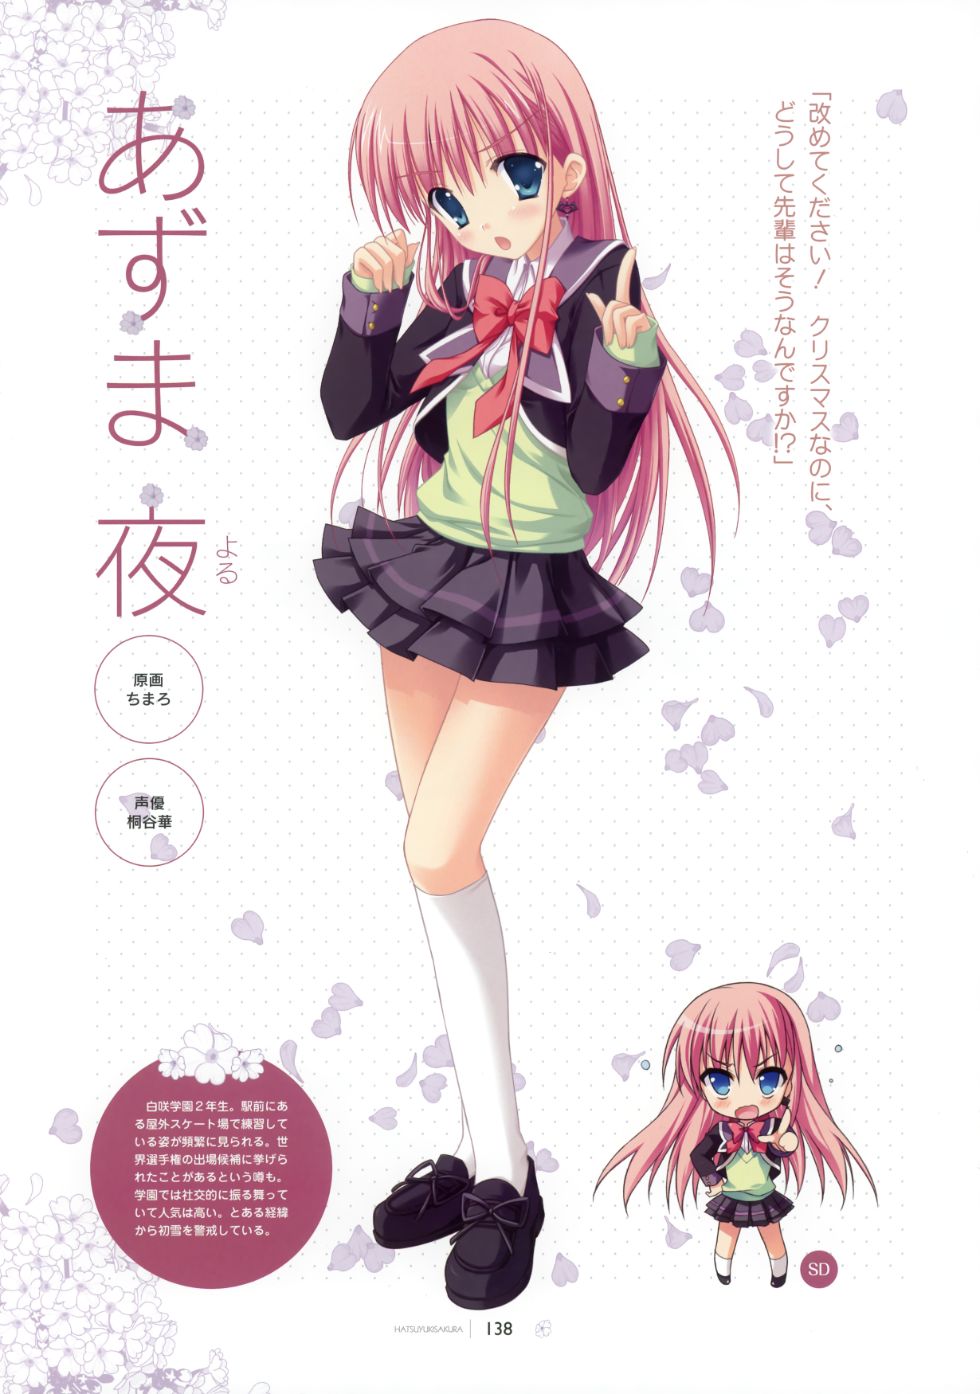 「改めてください！　クリスマスなのに、
どうして先輩はそうなんですか!?」
あずま 夜
よる
原画
ちまろ
声優
桐谷華
白咲学園２年生。駅前にあ
る屋外スケート場で練習して
いる姿が頻繁に見られる。世
界選手権の出場候補に挙げら
れたことがあるという噂も。
学園では社交的に振る舞って
いて人気は高い。とある経緯
から初雪を警戒している。
SD
HATSUYUKISAKURA 138